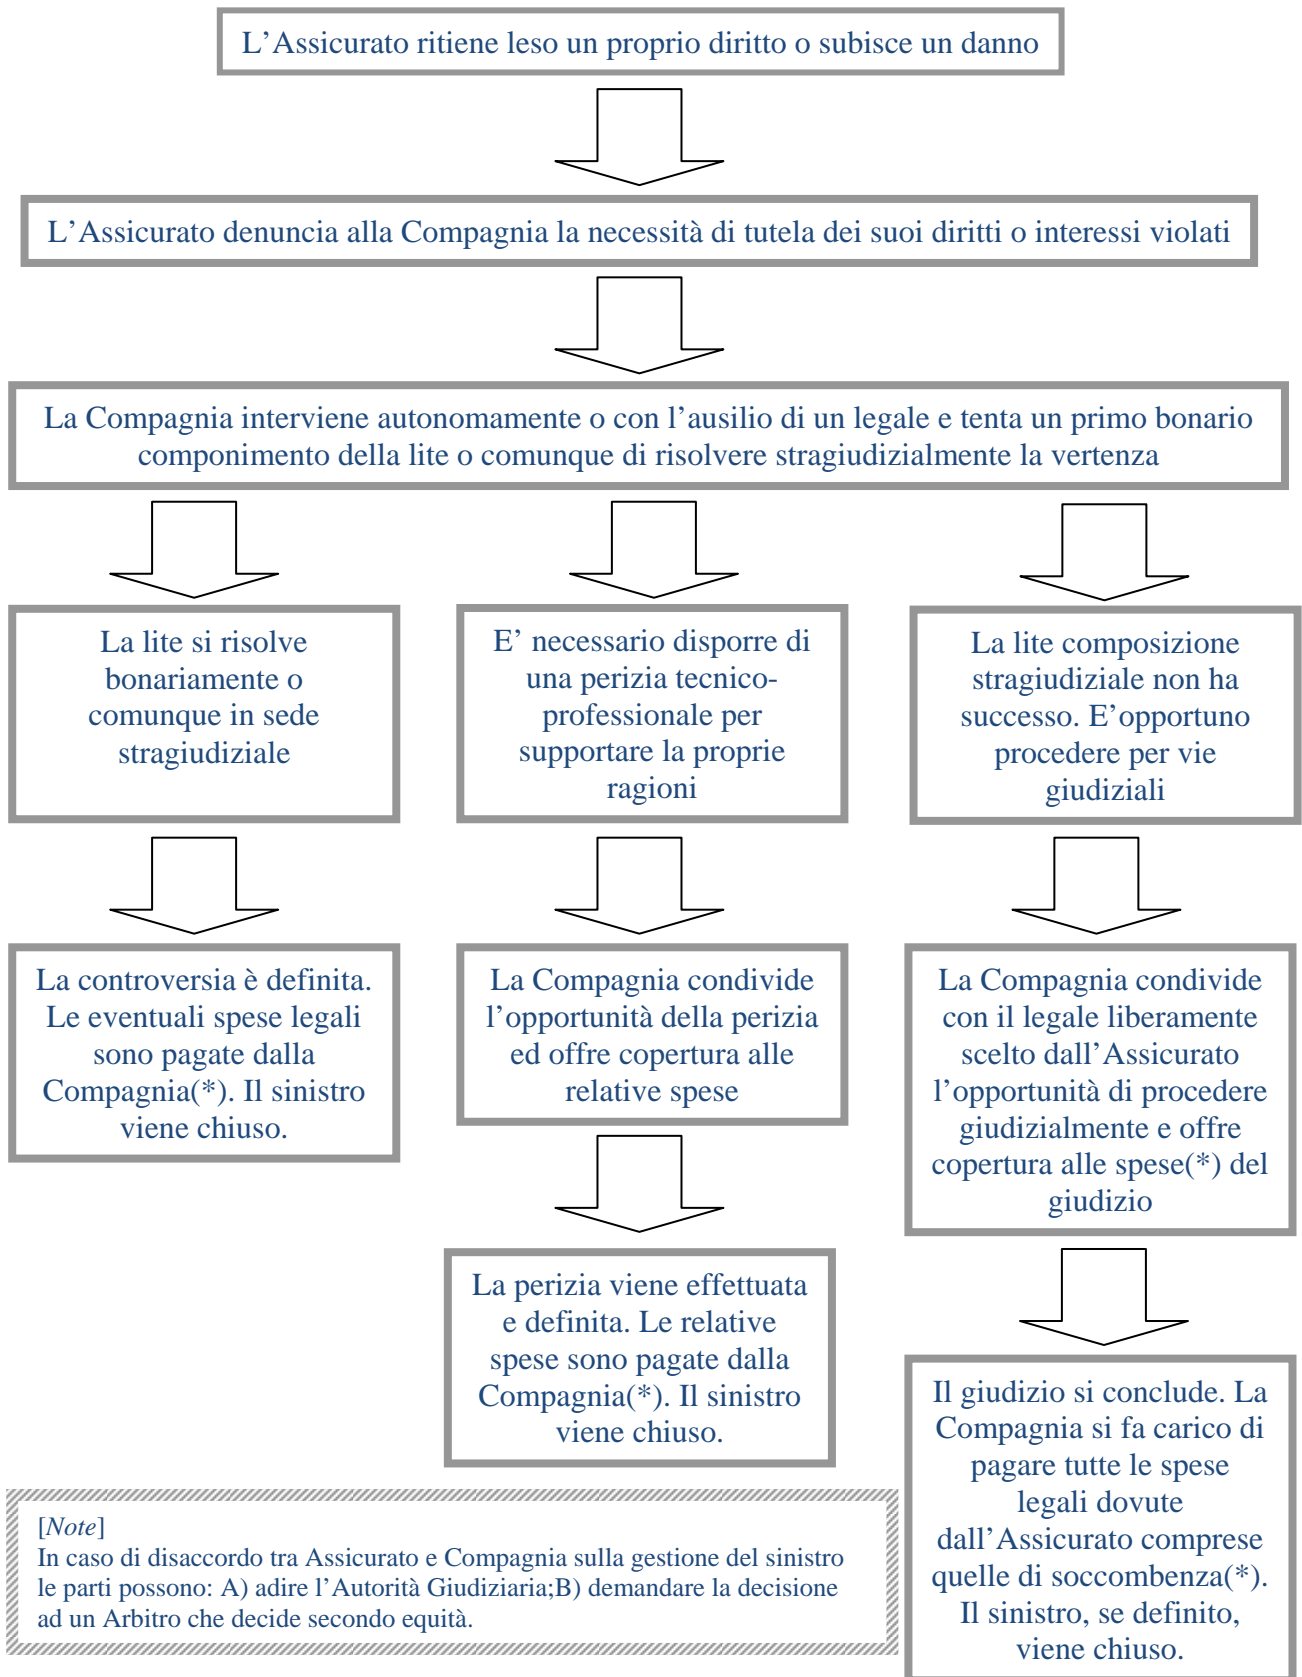 L’Assicurato ritiene leso un proprio diritto o subisce un danno
L’Assicurato denuncia alla Compagnia la necessità di tutela dei suoi diritti o interessi violati
La Compagnia interviene autonomamente o con l’ausilio di un legale e tenta un primo bonario
componimento della lite o comunque di risolvere stragiudizialmente la vertenza
La lite si risolve
bonariamente o
comunque in sede
stragiudiziale
E’ necessario disporre di
una perizia tecnico-
professionale per
supportare la proprie
ragioni
La lite composizione
stragiudiziale non ha
successo. E’opportuno
procedere per vie
giudiziali
La controversia è definita.
Le eventuali spese legali
sono pagate dalla
Compagnia(*). Il sinistro
viene chiuso.
La Compagnia condivide
l’opportunità della perizia
ed offre copertura alle
relative spese
La Compagnia condivide
con il legale liberamente
scelto dall’Assicurato
l’opportunità di procedere
giudizialmente e offre
copertura alle spese(*) del
giudizio
La perizia viene effettuata
e definita. Le relative
spese sono pagate dalla
Compagnia(*). Il sinistro
viene chiuso.
Il giudizio si conclude. La
Compagnia si fa carico di
pagare tutte le spese
legali dovute
dall’Assicurato comprese
quelle di soccombenza(*).
Il sinistro, se definito,
viene chiuso.
[Note]
In caso di disaccordo tra Assicurato e Compagnia sulla gestione del sinistro
le parti possono: A) adire l’Autorità Giudiziaria;B) demandare la decisione
ad un Arbitro che decide secondo equità.